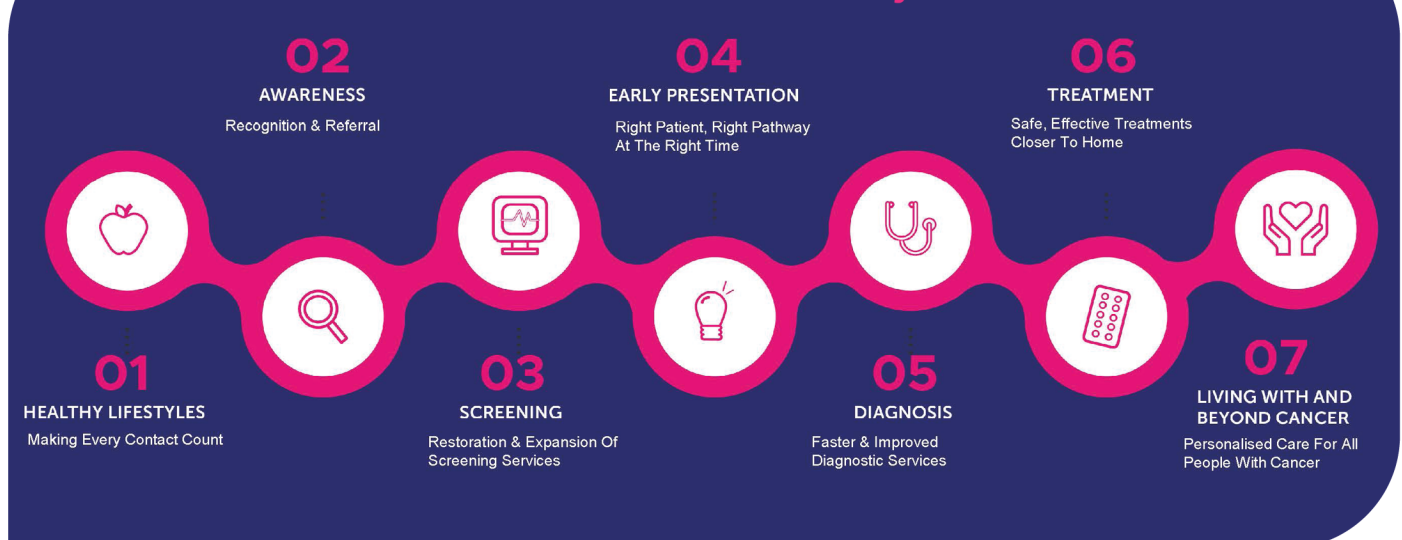 01
HEALTHY LIFESTYLES
Making Every Contact Count
02
AWARENESS
Recognition & Referral
03
SCREENING
Restoration & Expansion Of
Screening Services
04
EARLY PRESENTATION
Right Patient, Right Pathway
At The Right Time
05
DIAGNOSIS
Faster & Improved
Diagnostic Services
06
TREATMENT
Safe, Effective Treatments
Closer To Home
07
LIVING WITH AND
BEYOND CANCER
Personalised Care For All
People With Cancer